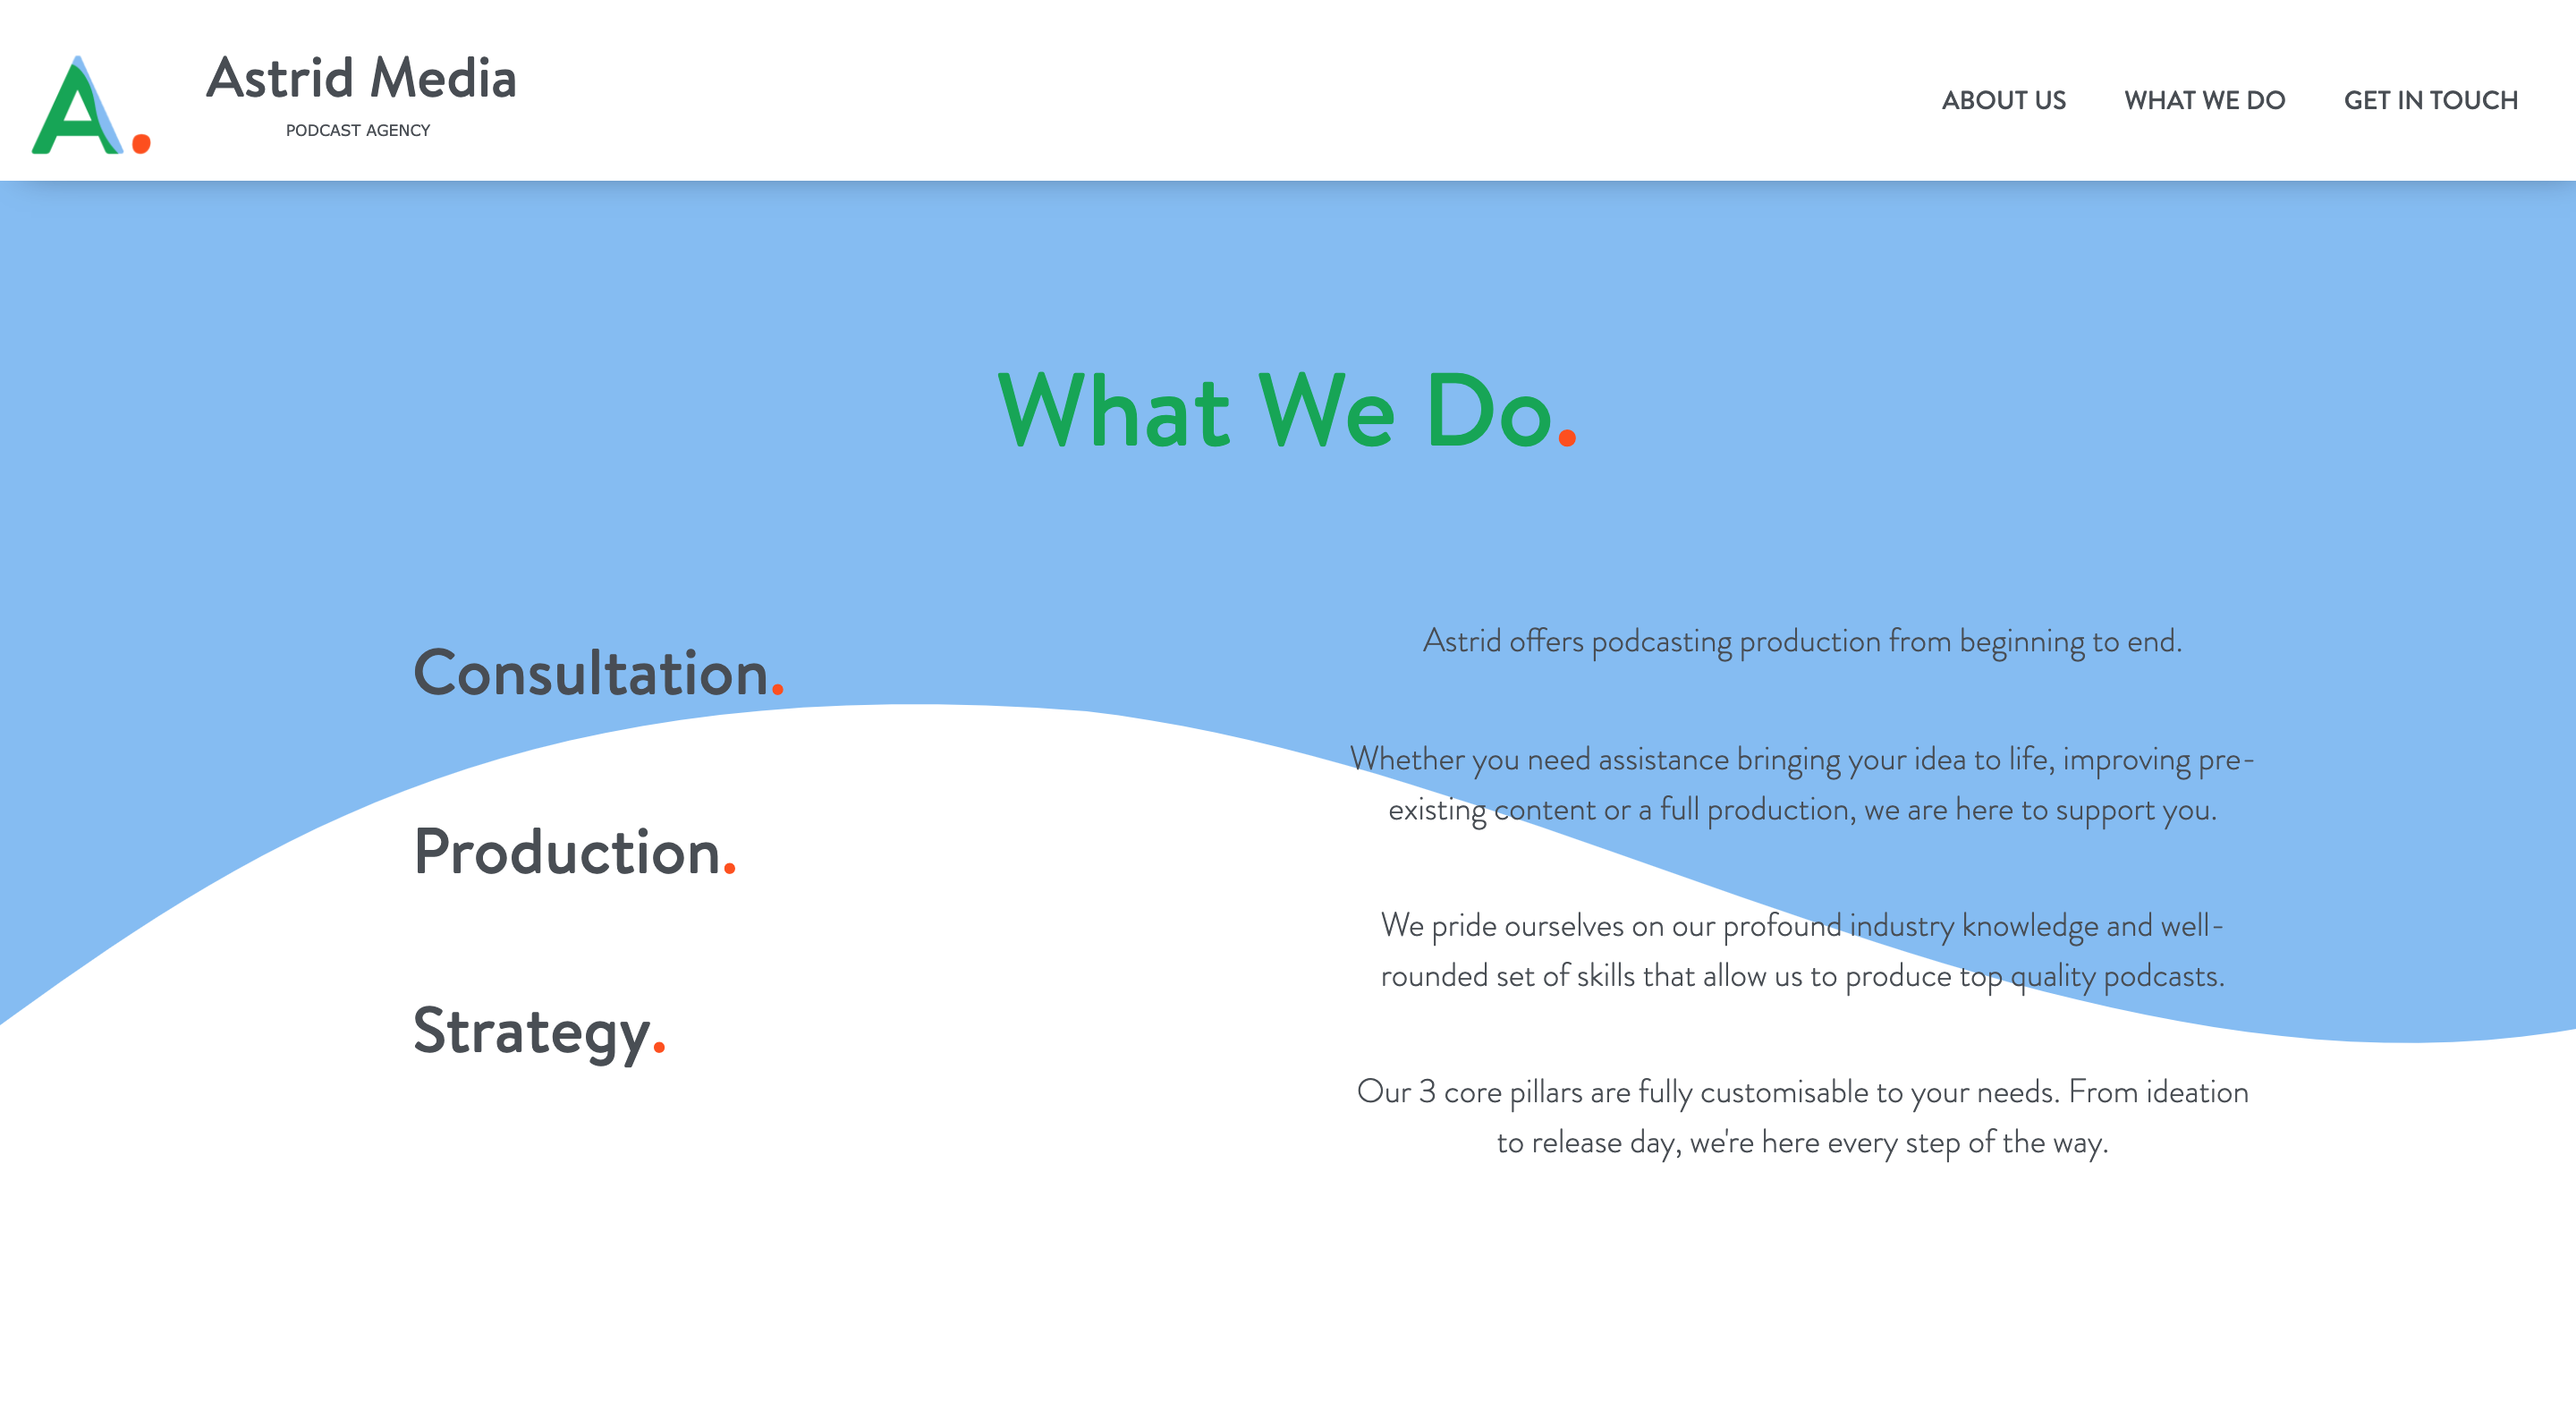 A.
Astrid Media
PODCAST AGENCY
ABOUT US
WHAT WE DO
GET IN TOUCH
What We Do.
Consultation.
Production.
Strategy.
Astrid offers podcasting production from beginning to end.
Whether you need assistance bringing your idea to life, improving pre-
existing content or a full production, we are here to support you.
We pride ourselves on our profound industry knowledge and well-
rounded set of skills that allow us to produce top quality podcasts.
Our 3 core pillars are fully customisable to your needs. From ideation
to release day, we're here every step of the way.